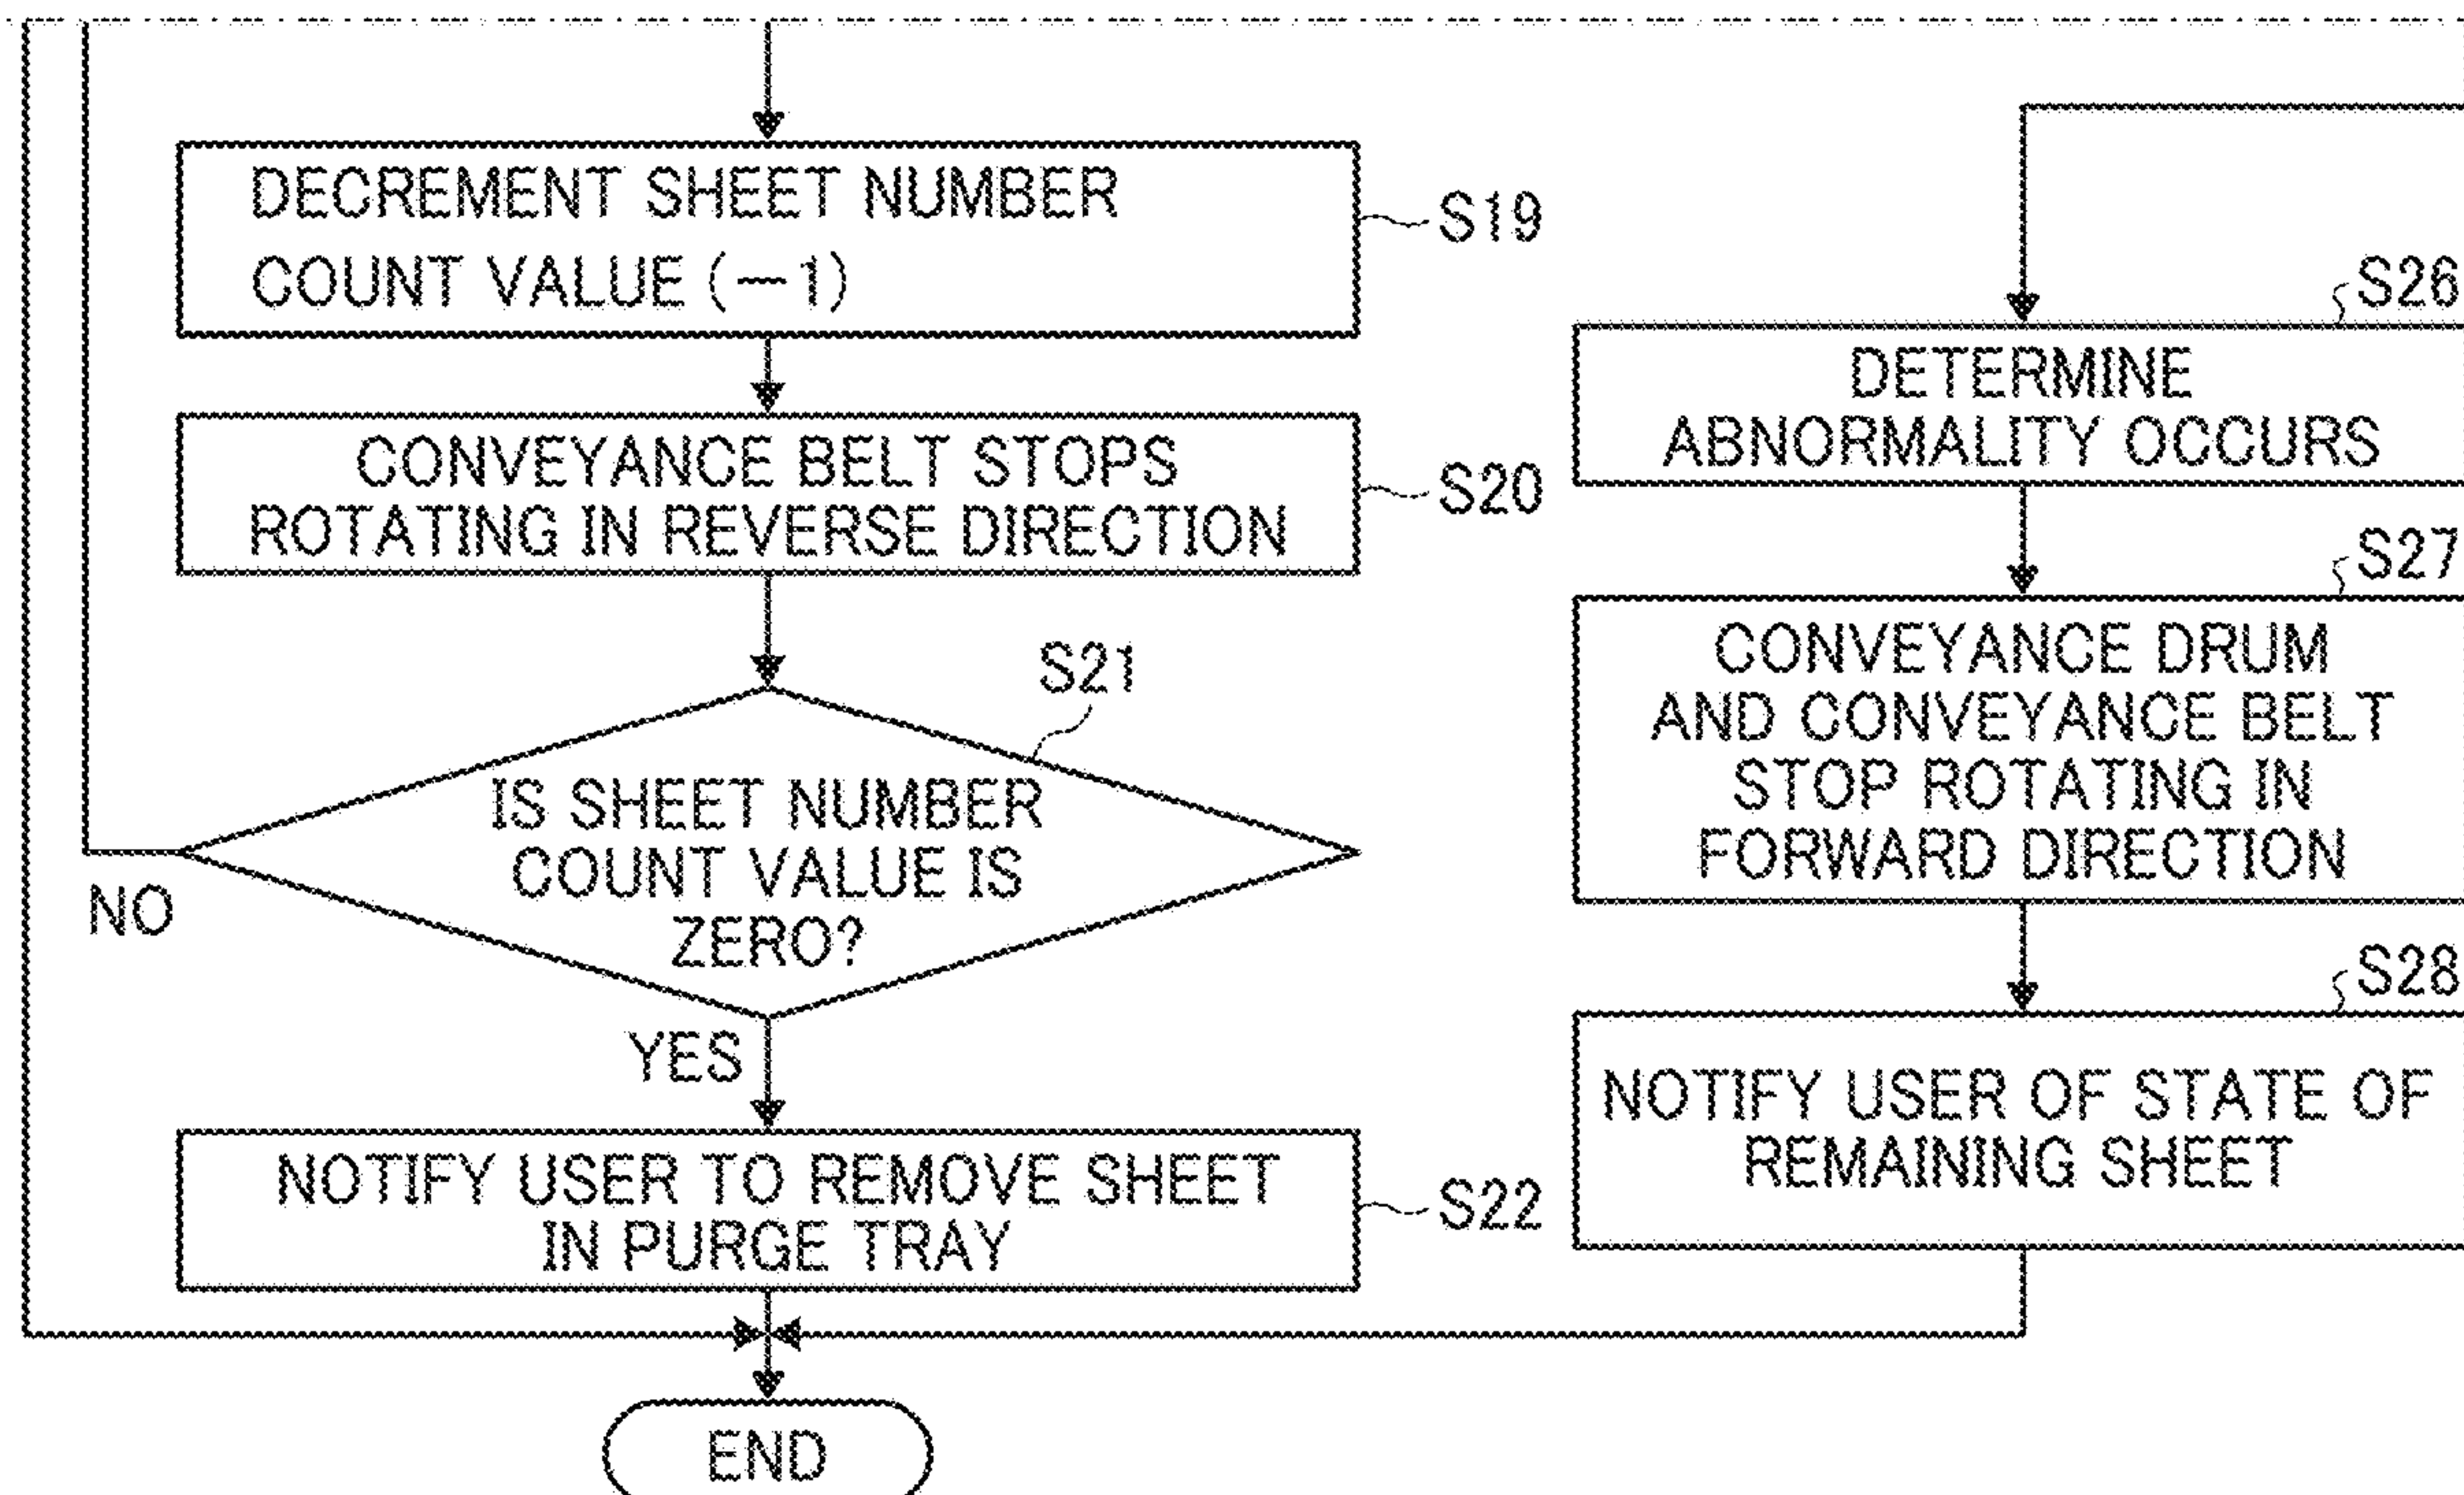 DECREMENT SHEET NUMBER
COUNT VALUE (−1)
S19
CONVEYANCE BELT STOPS
ROTATING IN REVERSE DIRECTION
S20
S21
IS SHEET NUMBER
COUNT VALUE IS
ZERO?
NO
YES
NOTIFY USER TO REMOVE SHEET
IN PURGE TRAY
S22
END
S26
DETERMINE
ABNORMALITY OCCURS
S27
CONVEYANCE DRUM
AND CONVEYANCE BELT
STOP ROTATING IN
FORWARD DIRECTION
S28
NOTIFY USER OF STATE OF
REMAINING SHEET